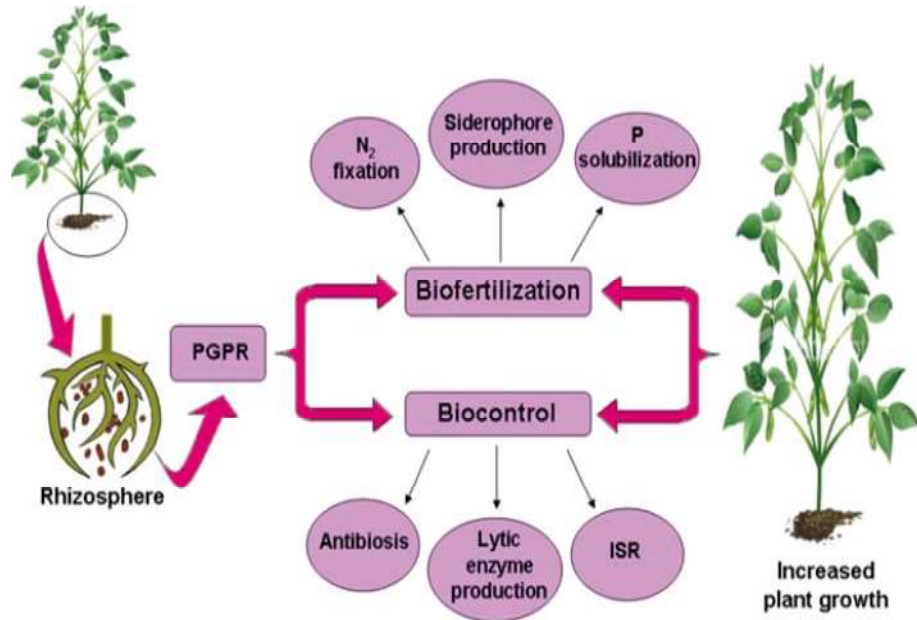 N₂
fixation
Siderophore
production
P
solubilization
Biofertilization
PGPR
Biocontrol
Rhizosphere
Antibiosis
Lytic
enzyme
production
ISR
Increased
plant growth